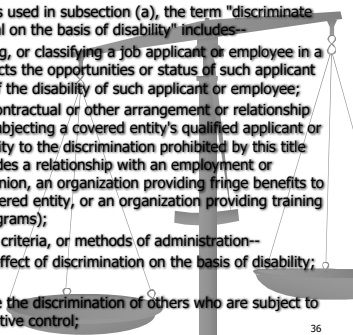 s used in subsection (a), the term "discriminate
al on the basis of disability" includes--
g, or classifying a job applicant or employee in a
cts the opportunities or status of such applicant
f the disability of such applicant or employee;
ontractual or other arrangement or relationship
ubjecting a covered entity's qualified applicant or
ity to the discrimination prohibited by this title
des a relationship with an employment or
nion, an organization providing fringe benefits to
ered entity, or an organization providing training
grams);
criteria, or methods of administration--
ffect of discrimination on the basis of disability;
e the discrimination of others who are subject to
tive control;
36